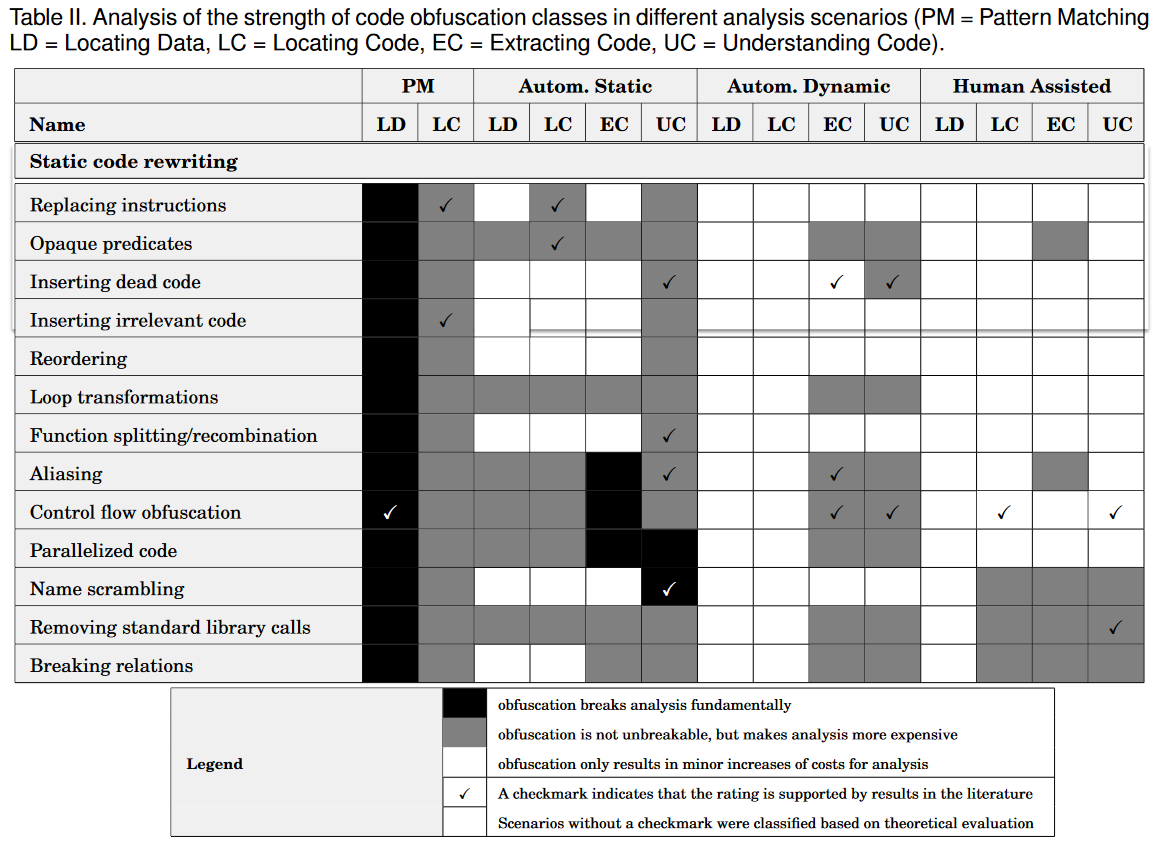 Table II. Analysis of the strength of code obfuscation classes in different analysis scenarios (PM = Pattern Matching
LD = Locating Data, LC = Locating Code, EC = Extracting Code, UC = Understanding Code).
PM Autom. Static Autom. Dynamic Human Assisted
Name LD LC LD LC EC UC LD LC EC UC LD LC EC UC
Static code rewriting
Replacing instructions ✓ ✓
Opaque predicates ✓
Inserting dead code ✓ ✓ ✓
Inserting irrelevant code ✓
Reordering
Loop transformations
Function splitting/recombination ✓
Aliasing ✓ ✓
Control flow obfuscation ✓ ✓ ✓ ✓ ✓
Parallelized code
Name scrambling ✓
Removing standard library calls ✓
Breaking relations
obfuscation breaks analysis fundamentally
obfuscation is not unbreakable, but makes analysis more expensive
Legend obfuscation only results in minor increases of costs for analysis
✓ A checkmark indicates that the rating is supported by results in the literature
Scenarios without a checkmark were classified based on theoretical evaluation